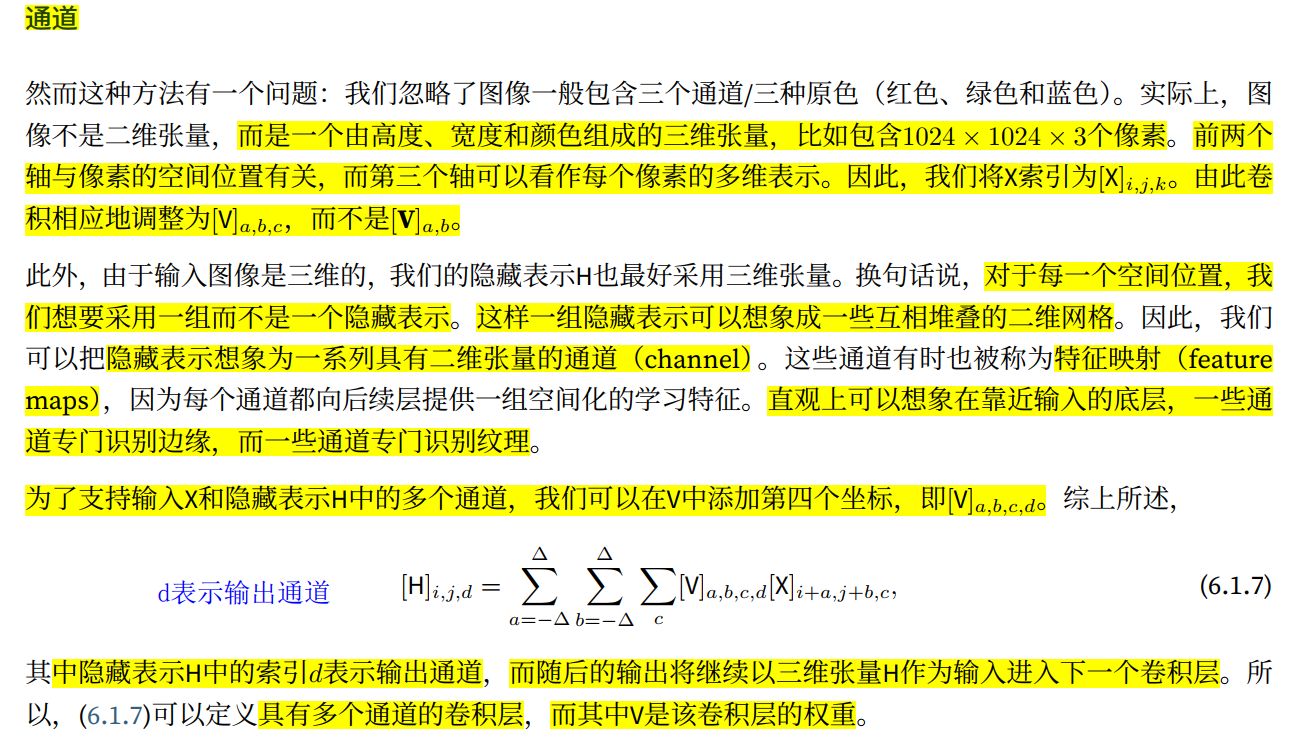 通道
然而这种方法有一个问题：我们忽略了图像一般包含三个通道/三种原色（红色、绿色和蓝色）。实际上，图
像不是二维张量，而是一个由高度、宽度和颜色组成的三维张量，比如包含1024 × 1024 × 3个像素。前两个
轴与像素的空间位置有关，而第三个轴可以看作每个像素的多维表示。因此，我们将X索引为[X]_{i,j,k}。由此卷
积相应地调整为[V]_{a,b,c}，而不是[V]_{a,b}。
此外，由于输入图像是三维的，我们的隐藏表示H也最好采用三维张量。换句话说，对于每一个空间位置，我
们想要采用一组而不是一个隐藏表示。这样一组隐藏表示可以想象成一些互相堆叠的二维网格。因此，我们
可以把隐藏表示想象为一系列具有二维张量的通道（channel）。这些通道有时也被称为特征映射（feature
maps），因为每个通道都向后续层提供一组空间化的学习特征。直观上可以想象在靠近输入的底层，一些通
道专门识别边缘，而一些通道专门识别纹理。
为了支持输入X和隐藏表示H中的多个通道，我们可以在V中添加第四个坐标，即[V]_{a,b,c,d}。综上所述，
d表示输出通道 [H]_{i,j,d} = \sum_{a=-Δ}^{Δ} \sum_{b=-Δ}^{Δ} \sum_{c} [V]_{a,b,c,d}[X]_{i+a,j+b,c}, (6.1.7)
其中隐藏表示H中的索引d表示输出通道，而随后的输出将继续以三维张量H作为输入进入下一个卷积层。所
以，(6.1.7)可以定义具有多个通道的卷积层，而其中V是该卷积层的权重。